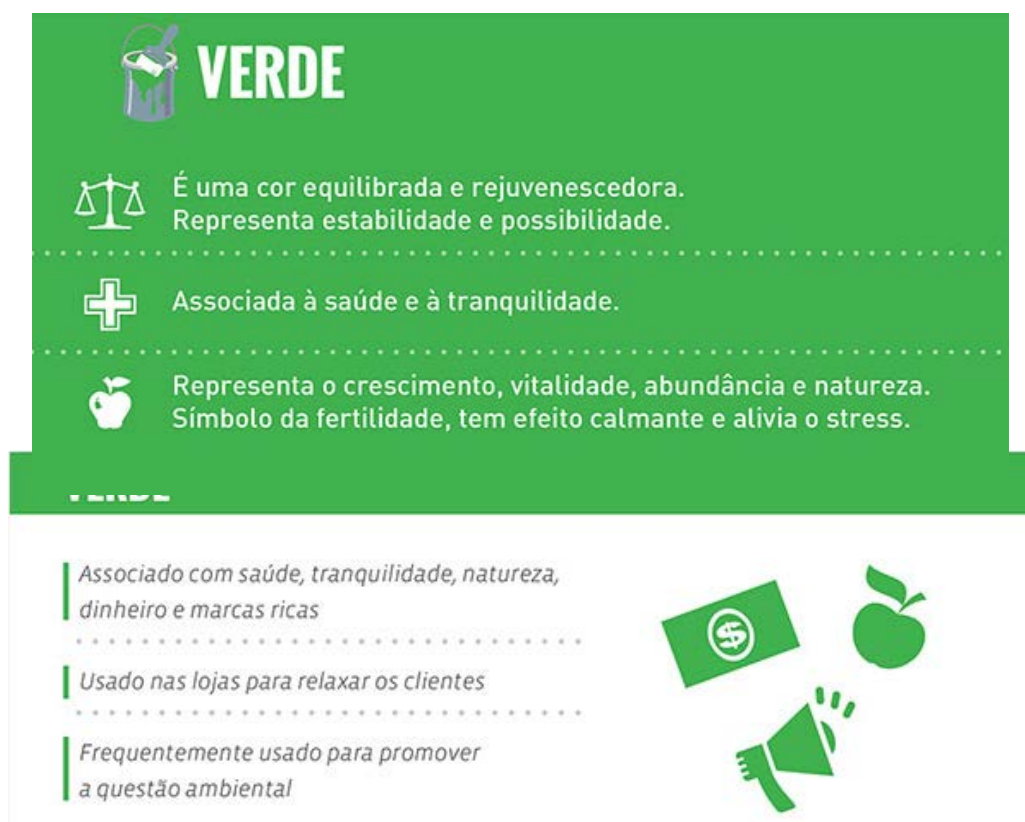 VERDE
É uma cor equilibrada e rejuvenescedora.
Representa estabilidade e possibilidade.
Associada à saúde e à tranquilidade.
Representa o crescimento, vitalidade, abundância e natureza.
Símbolo da fertilidade, tem efeito calmante e alivia o stress.
VERDE
Associado com saúde, tranquilidade, natureza,
dinheiro e marcas ricas
$
Usado nas lojas para relaxar os clientes
Frequentemente usado para promover
a questão ambiental